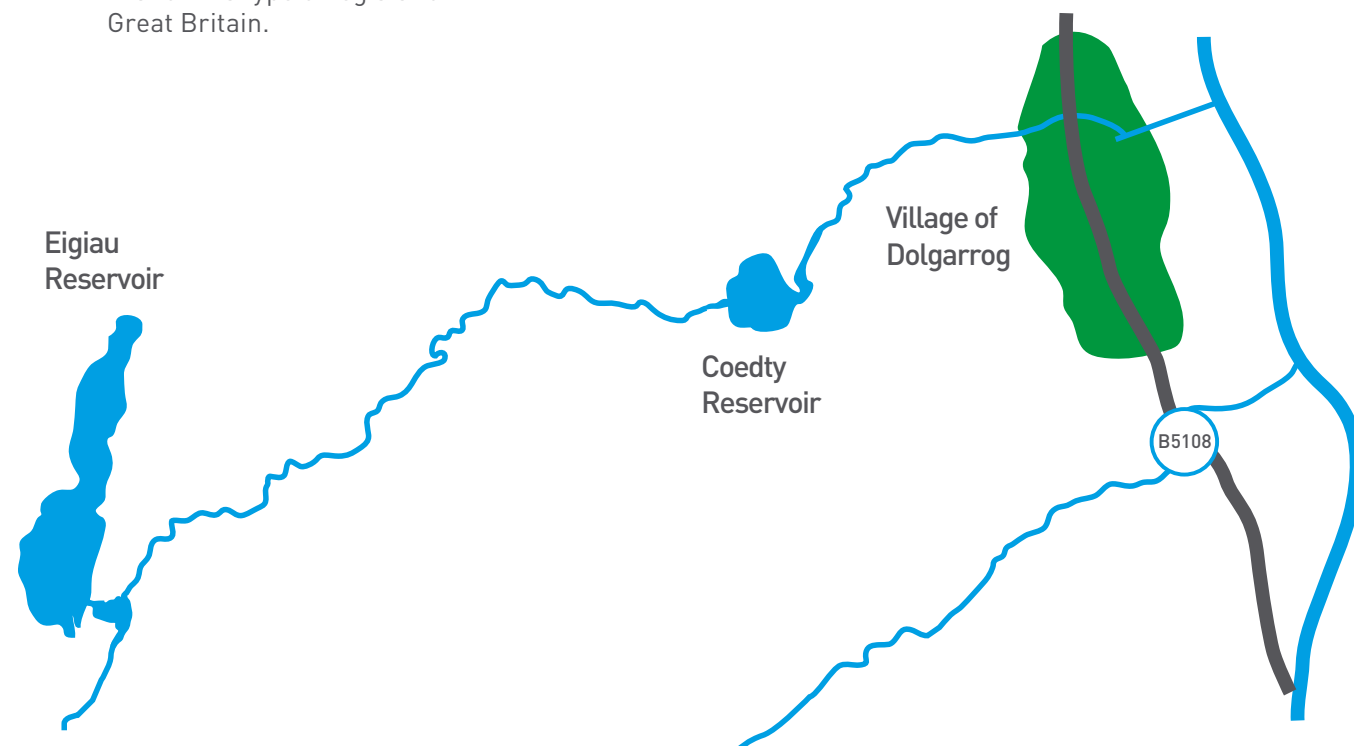 Great Britain.
Eigiau
Reservoir
Village of
Dolgarrog
Coedty
Reservoir
B5108